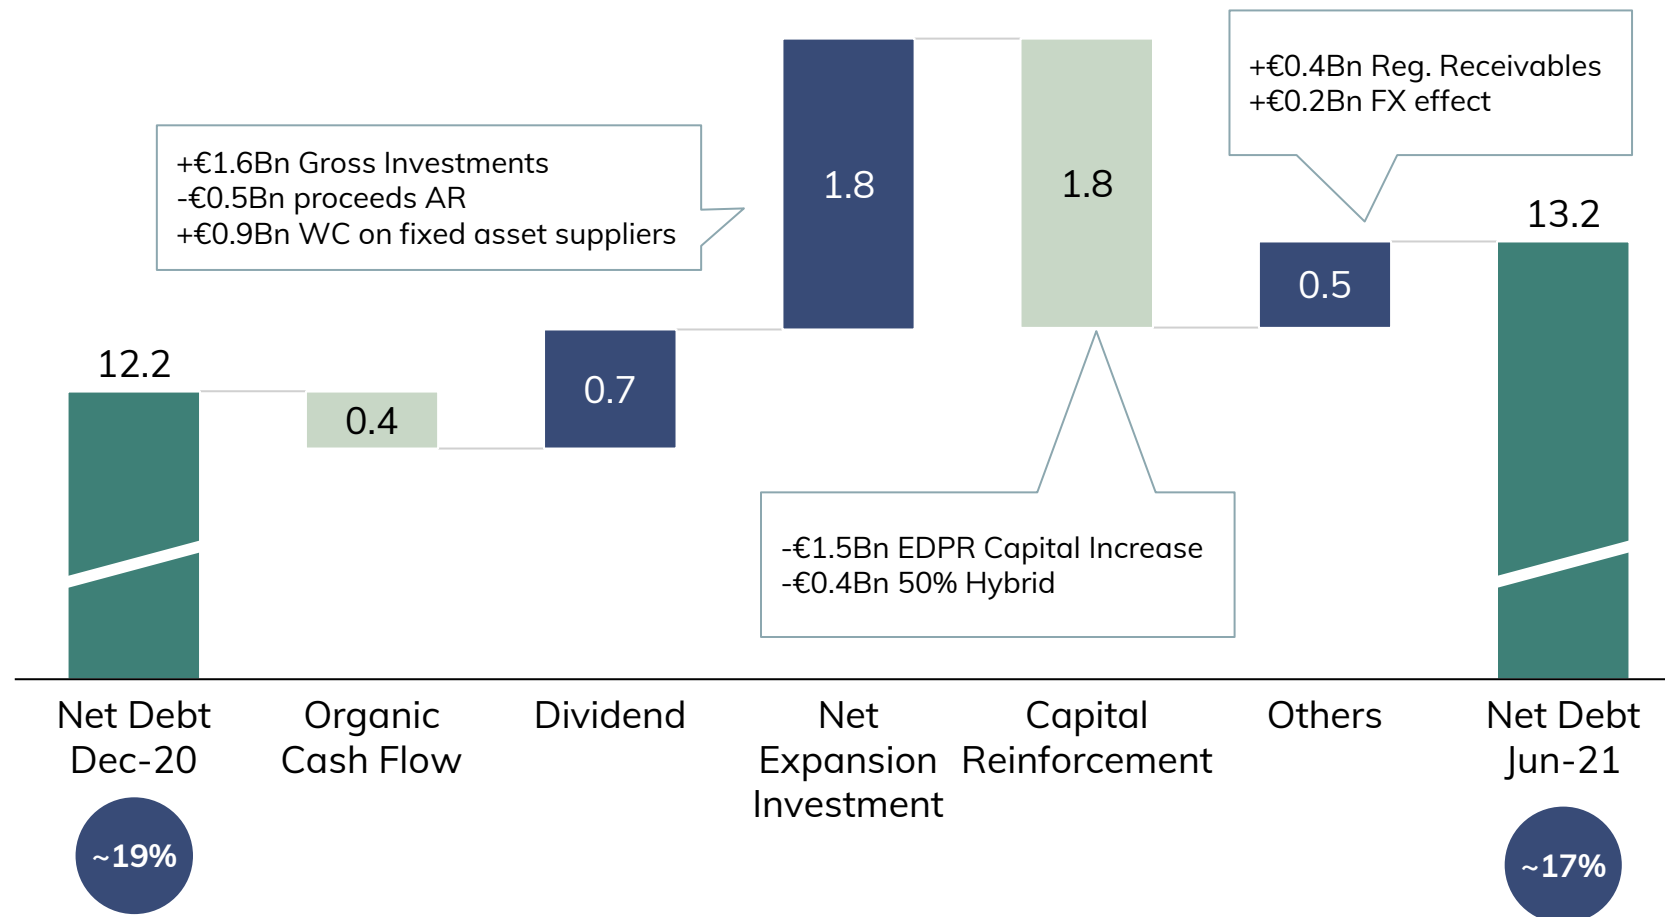 +€0.4Bn Reg. Receivables
+€0.2Bn FX effect
+€1.6Bn Gross Investments
-€0.5Bn proceeds AR
+€0.9Bn WC on fixed asset suppliers
1.8
1.8
13.2
0.5
12.2
0.4
0.7
-€1.5Bn EDPR Capital Increase
-€0.4Bn 50% Hybrid
Net Debt
Dec-20
Organic
Cash Flow
Dividend
Net
Expansion
Investment
Capital
Reinforcement
Others
Net Debt
Jun-21
~19%
~17%